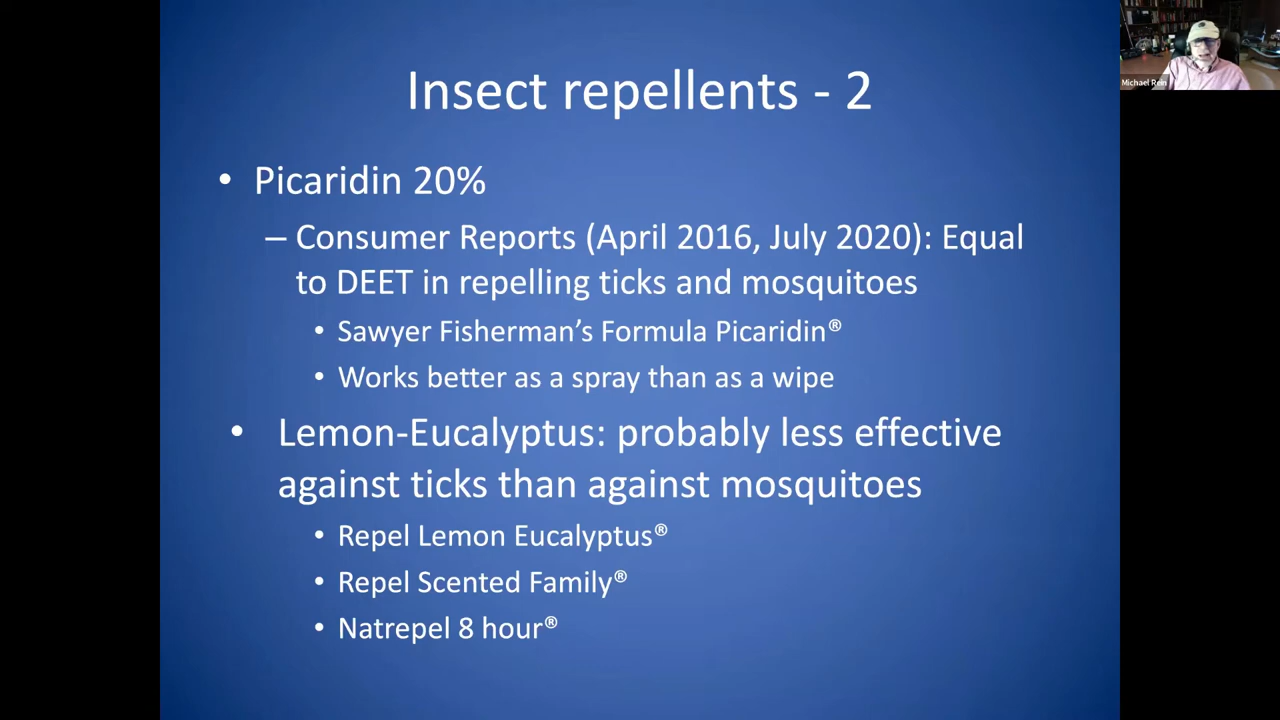 Insect repellents - 2
• Picaridin 20%
– Consumer Reports (April 2016, July 2020): Equal
to DEET in repelling ticks and mosquitoes
• Sawyer Fisherman’s Formula Picaridin®
• Works better as a spray than as a wipe
• Lemon-Eucalyptus: probably less effective
against ticks than against mosquitoes
• Repel Lemon Eucalyptus®
• Repel Scented Family®
• Natrepel 8 hour®
Michael Rein